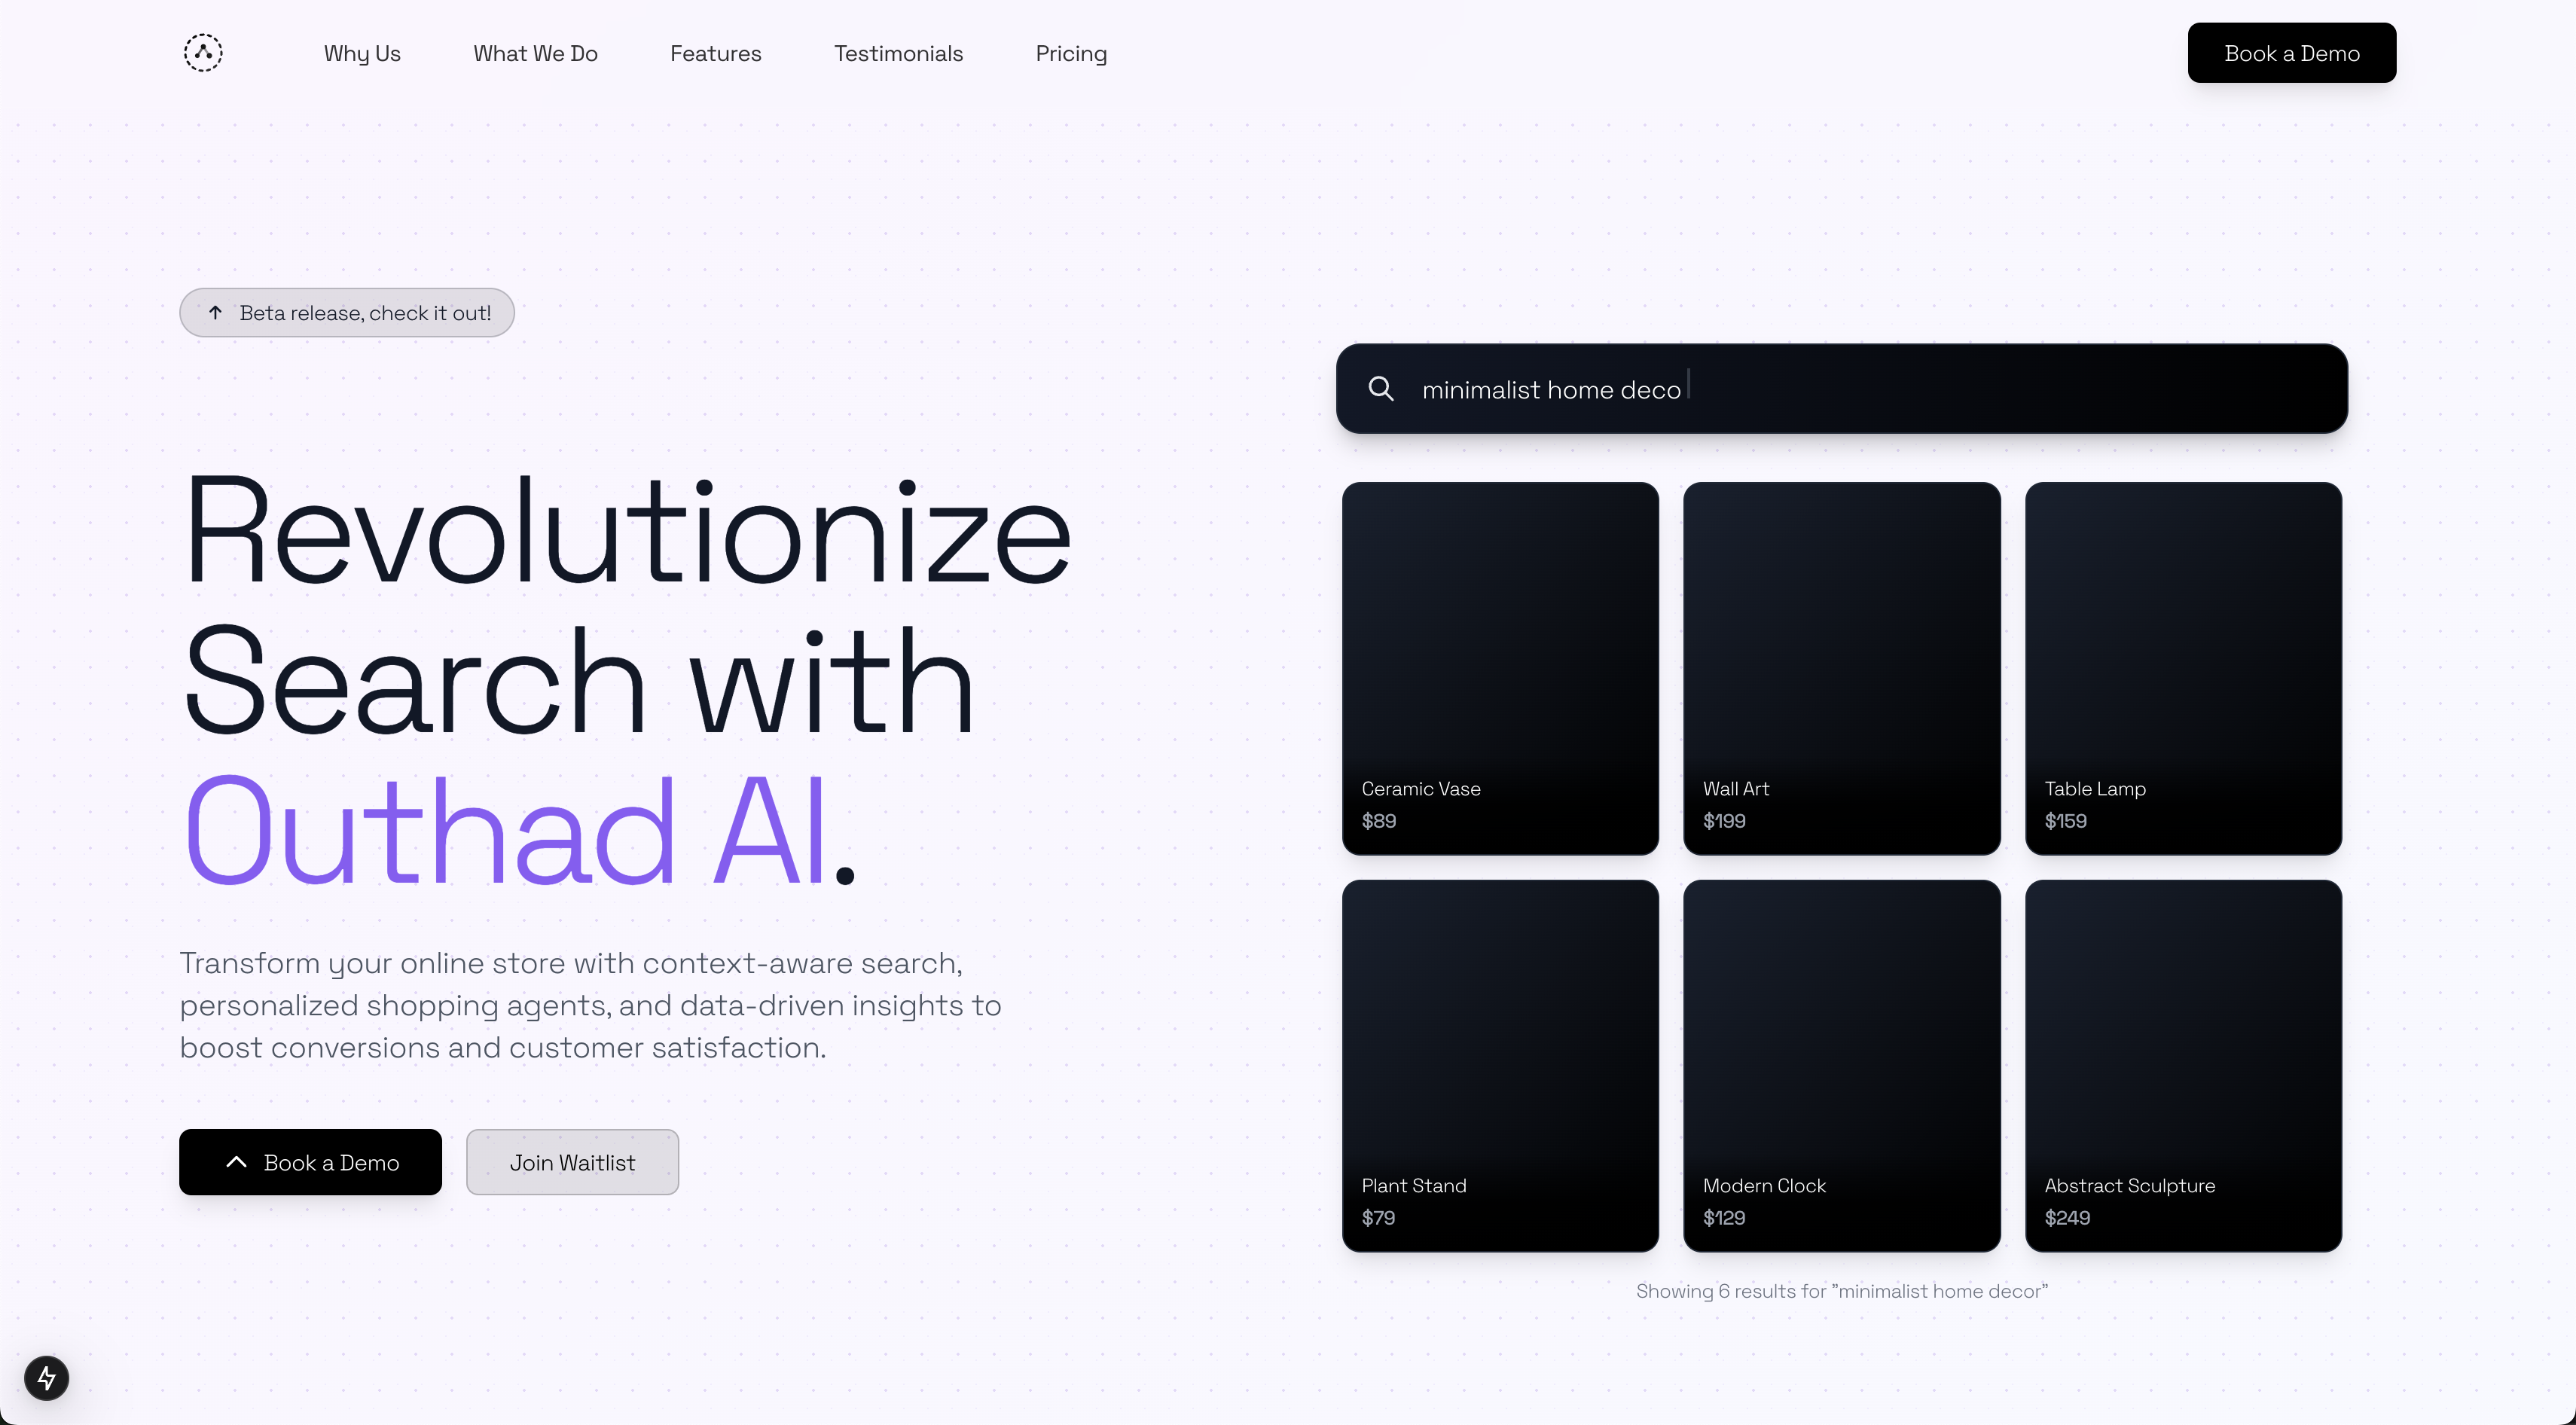 Why Us
What We Do
Features
Testimonials
Pricing
Book a Demo
Beta release, check it out!
Revolutionize
Search with
Outhad AI.
Transform your online store with context-aware search,
personalized shopping agents, and data-driven insights to
boost conversions and customer satisfaction.
Book a Demo
Join Waitlist
minimalist home deco
Ceramic Vase
$89
Wall Art
$199
Table Lamp
$159
Plant Stand
$79
Modern Clock
$129
Abstract Sculpture
$249
Showing 6 results for "minimalist home decor"